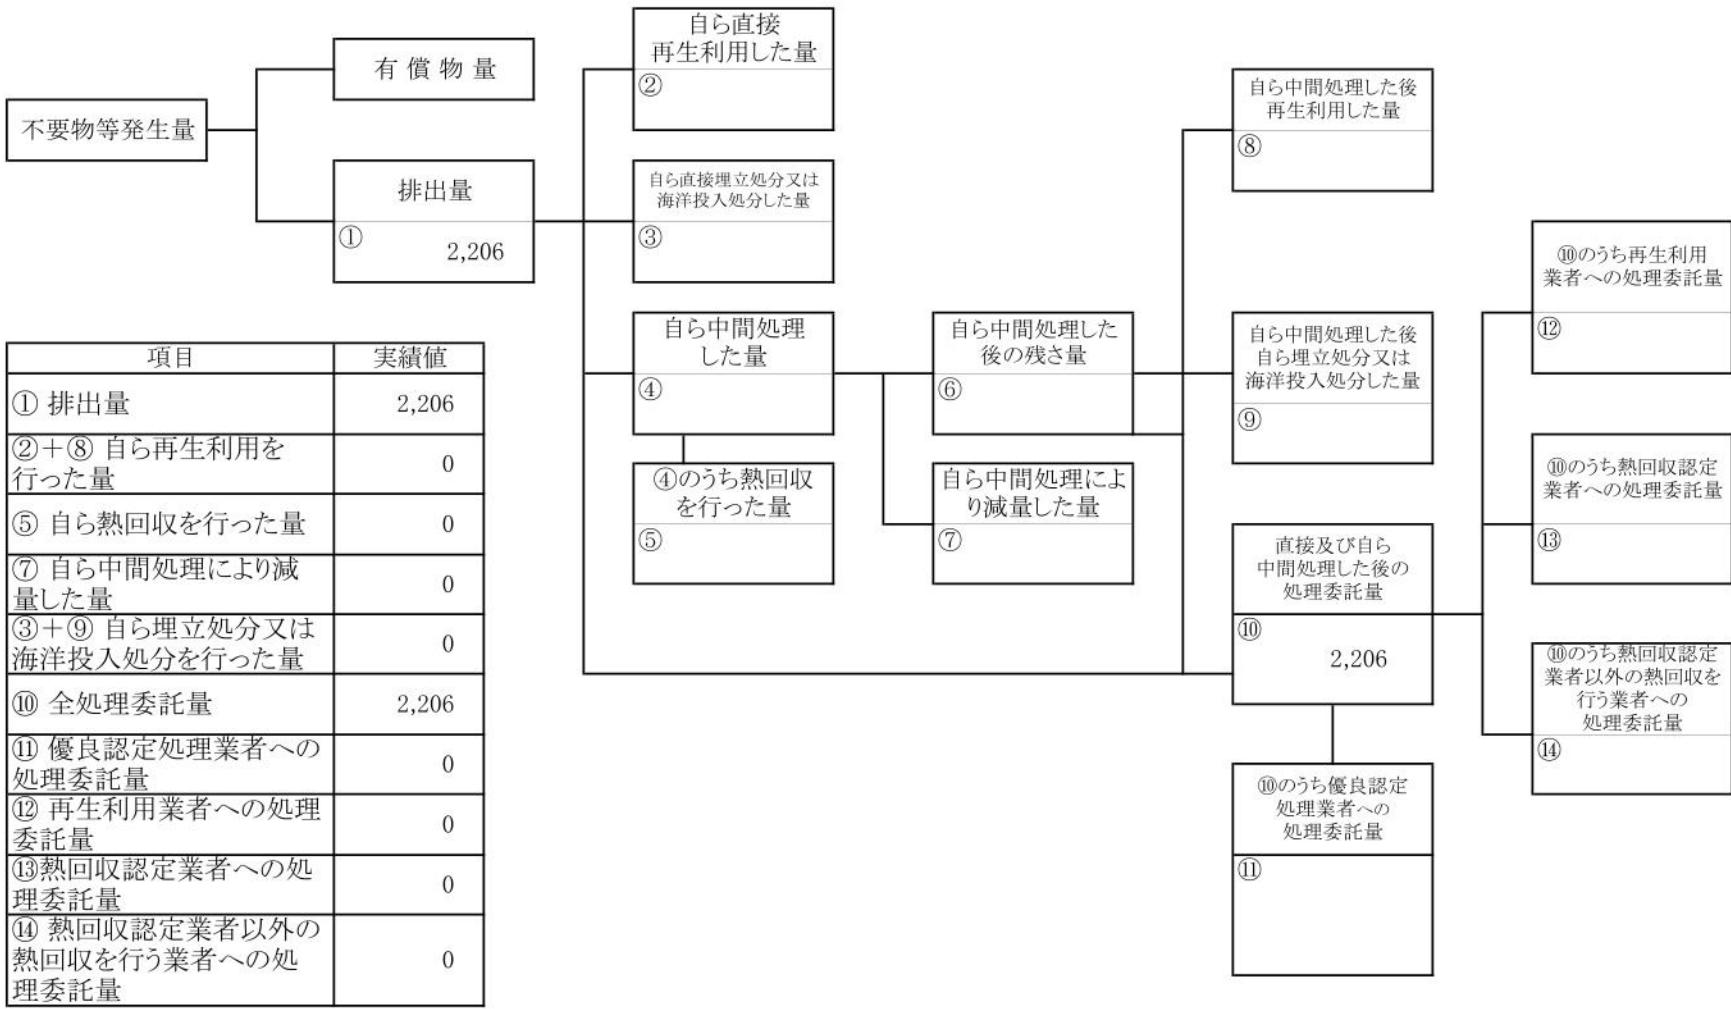 不要物等発生量
有 償 物 量
排出量
①
2,206
自ら直接
再生利用した量
②
自ら直接埋立処分又は
海洋投入処分した量
③
自ら中間処理
した量
④
④のうち熱回収
を行った量
⑤
自ら中間処理した
後の残さ量
⑥
自ら中間処理によ
り減量した量
⑦
自ら中間処理した後
再生利用した量
⑧
自ら中間処理した後
自ら埋立処分又は
海洋投入処分した量
⑨
直接及び自ら
中間処理した後の
処理委託量
⑩
2,206
⑩のうち優良認定
処理業者への
処理委託量
⑪
⑩のうち再生利用
業者への処理委託量
⑫
⑩のうち熱回収認定
業者への処理委託量
⑬
⑩のうち熱回収認定
業者以外の熱回収を
行う業者への
処理委託量
⑭
項目 実績値
① 排出量 2,206
②＋⑧ 自ら再生利用を
行った量 0
⑤ 自ら熱回収を行った量 0
⑦ 自ら中間処理により減
量した量 0
③＋⑨ 自ら埋立処分又は
海洋投入処分を行った量 0
⑩ 全処理委託量 2,206
⑪ 優良認定処理業者への
処理委託量 0
⑫ 再生利用業者への処理
委託量 0
⑬熱回収認定業者への処
理委託量 0
⑭ 熱回収認定業者以外の
熱回収を行う業者への処 0
理委託量